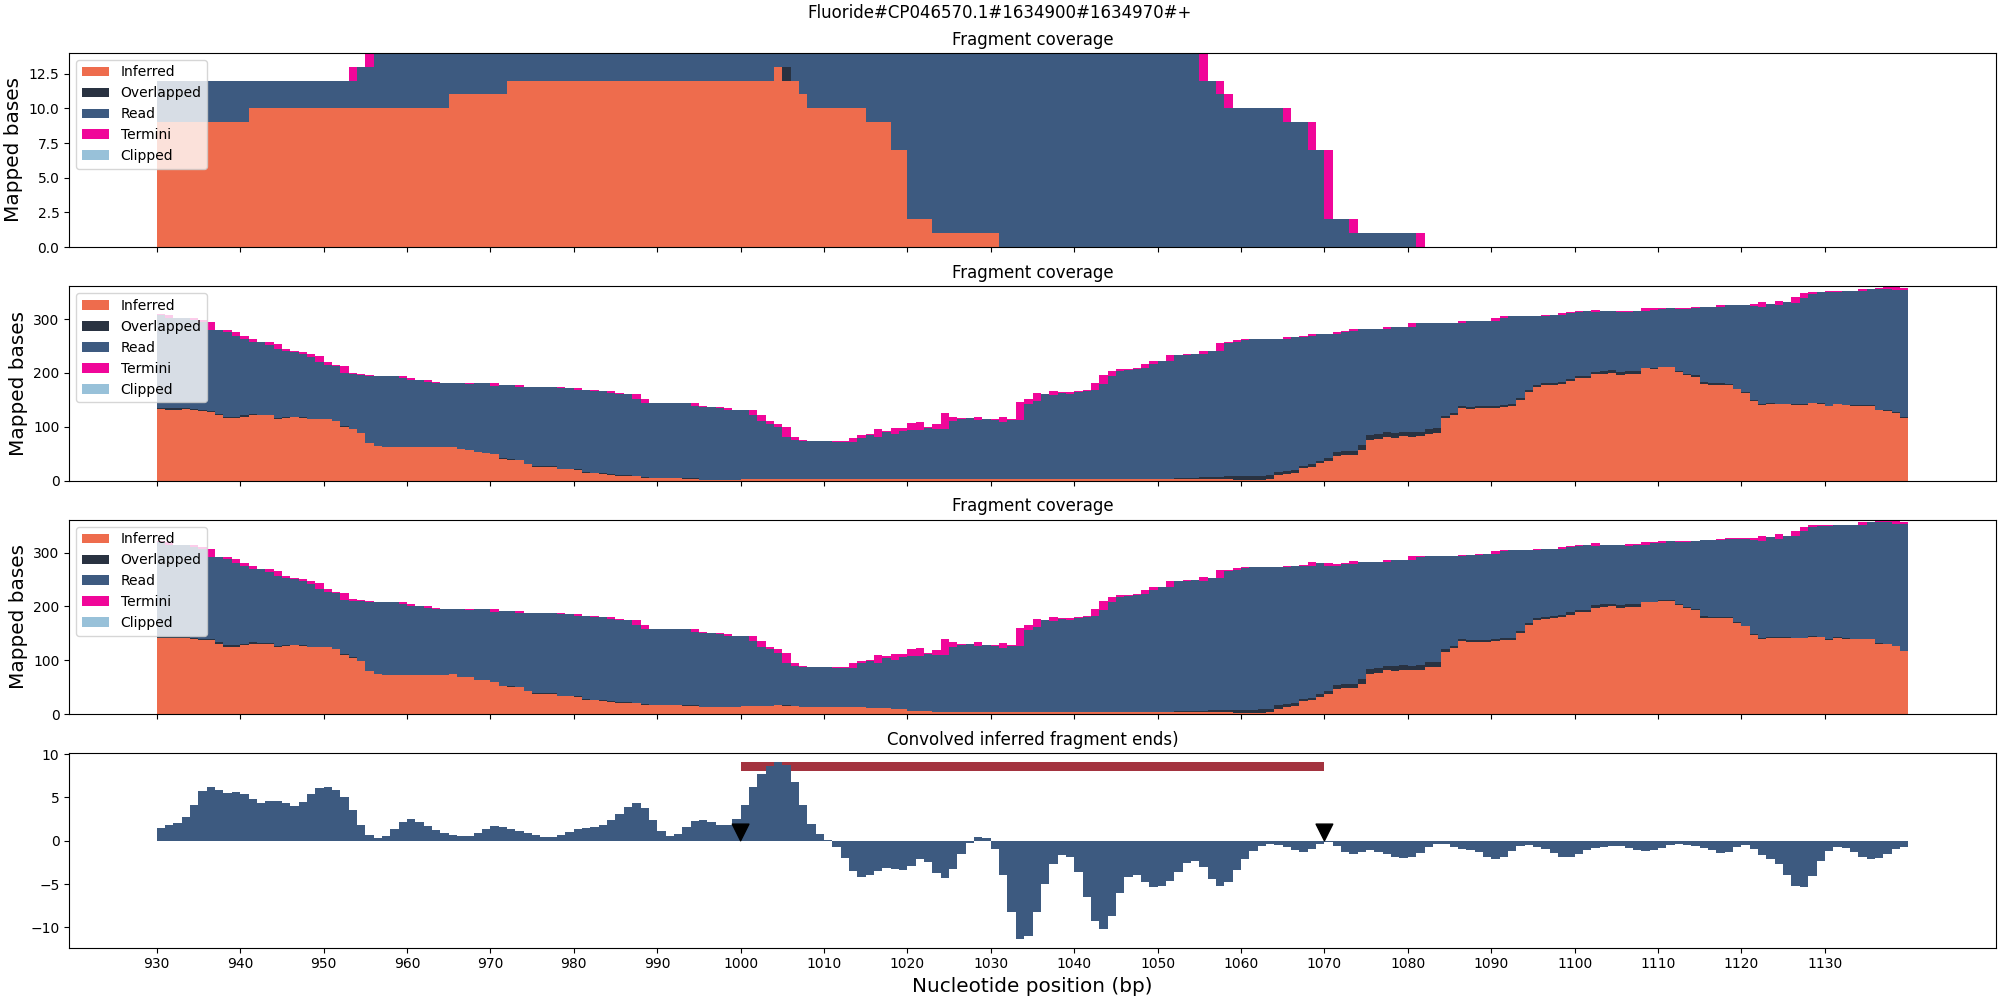 Fluoride#CP046570.1#1634900#1634970#+
Fragment coverage
Mapped bases
12.5
10.0
7.5
5.0
2.5
0.0
Inferred
Overlapped
Read
Termini
Clipped
Fragment coverage
Mapped bases
300
200
100
0
Inferred
Overlapped
Read
Termini
Clipped
Fragment coverage
Mapped bases
300
200
100
0
Inferred
Overlapped
Read
Termini
Clipped
Convolved inferred fragment ends)
10
5
0
−5
−10
930 940 950 960 970 980 990 1000 1010 1020 1030 1040 1050 1060 1070 1080 1090 1100 1110 1120 1130
Nucleotide position (bp)